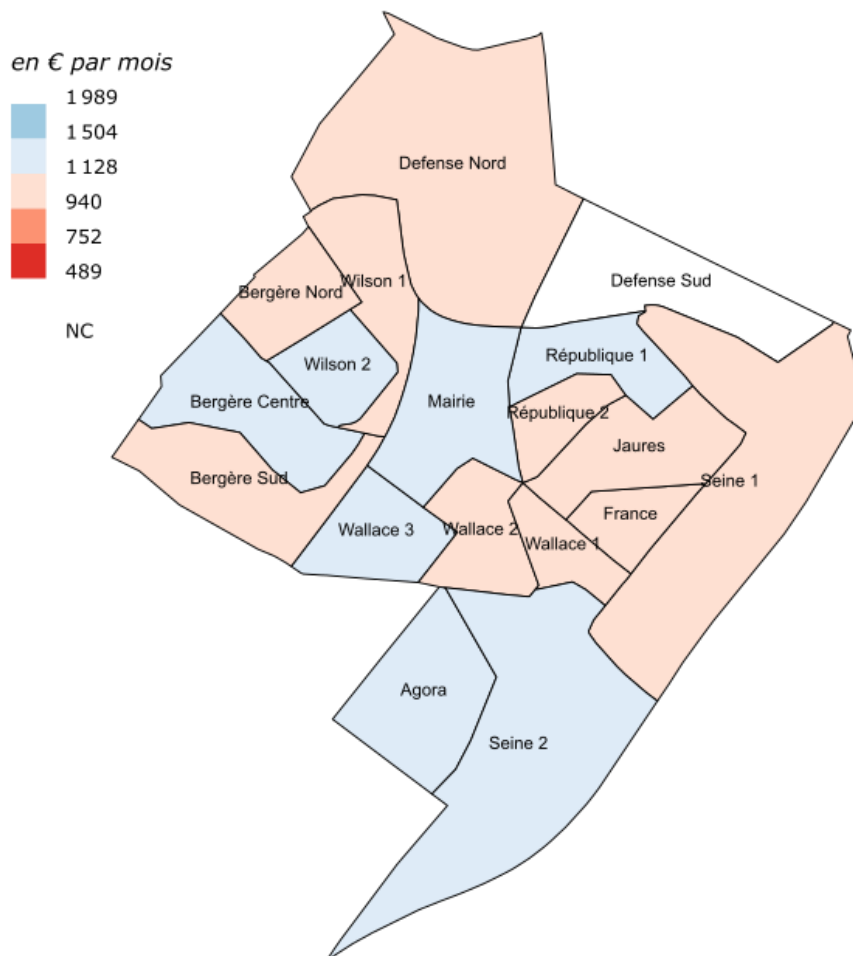 en € par mois
1 989
1 504
1 128
940
752
489
NC
Defense Nord
Defense Sud
Wilson 1
Bergère Nord
République 1
Wilson 2
Bergère Centre
Mairie
République 2
Jaures
Bergère Sud
Seine 1
France
Wallace 3
Wallace 2
Wallace 1
Agora
Seine 2